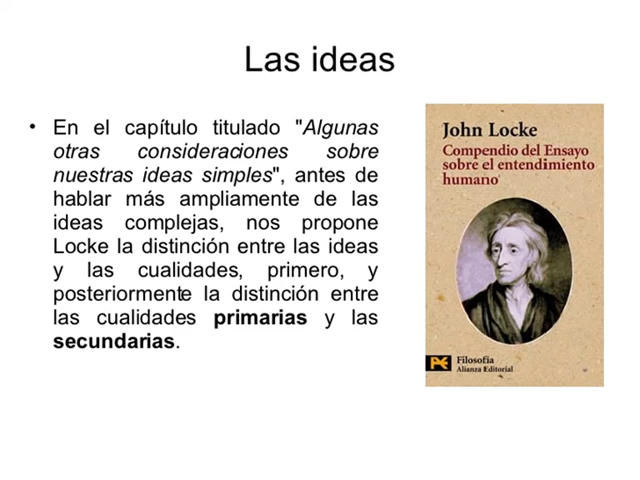 Las ideas
• En el capítulo titulado "Algunas
otras consideraciones sobre
nuestras ideas simples", antes de
hablar más ampliamente de las
ideas complejas, nos propone
Locke la distinción entre las ideas
y las cualidades, primero, y
posteriormente la distinción entre
las cualidades primarias y las
secundarias.
John Locke
Compendio del Ensayo
sobre el entendimiento
humano
Filosofía
Alianza Editorial